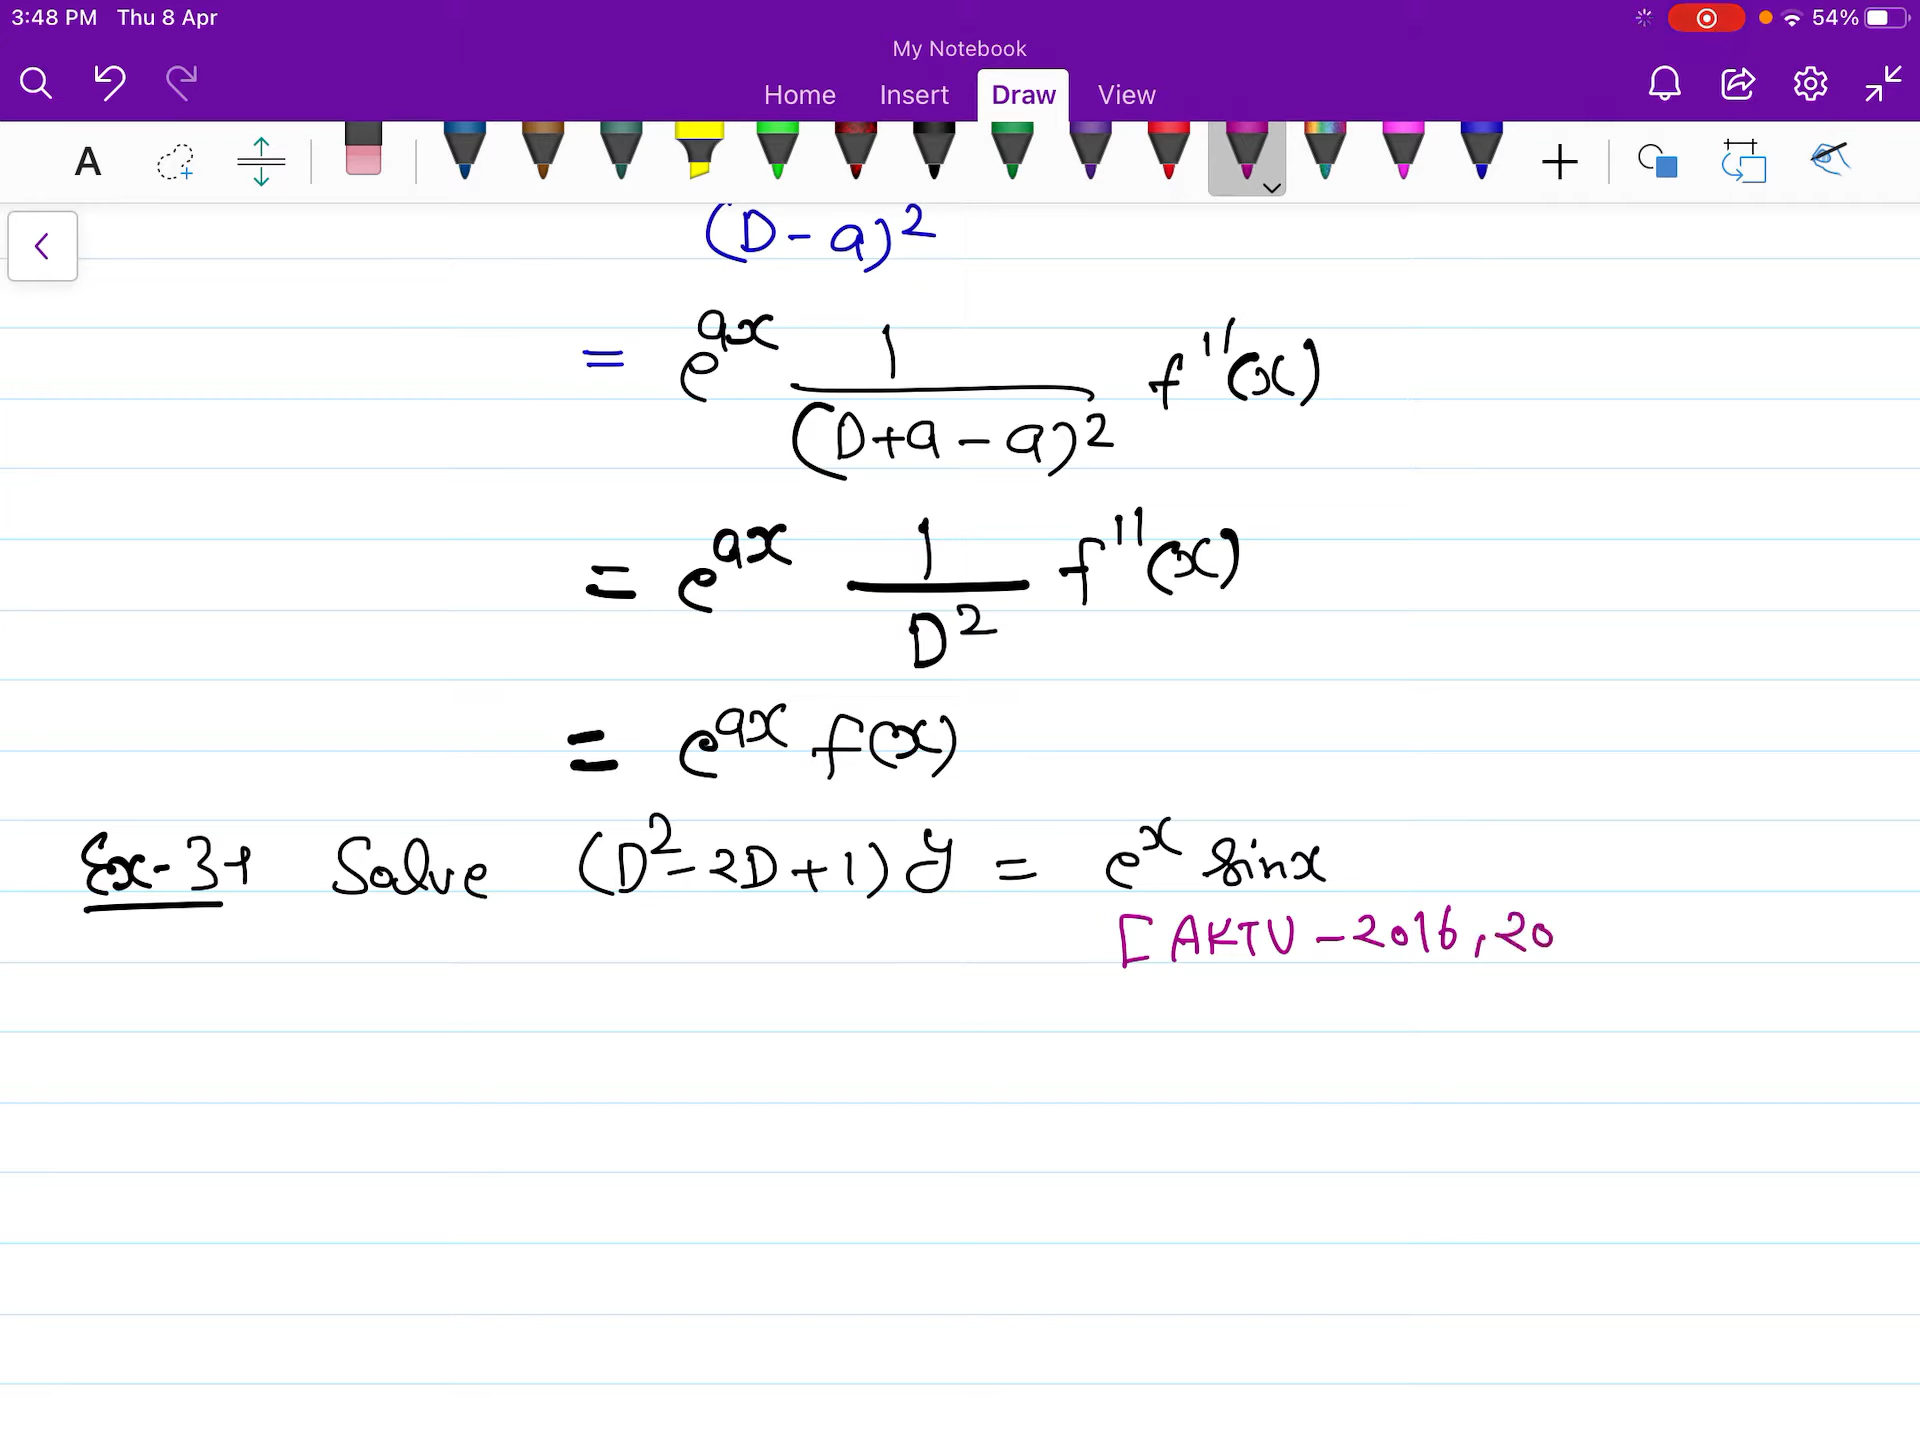 3:48 PM Thu 8 Apr
54%
My Notebook
Home Insert Draw View
A
(D-a)²
= e^{ax} 1/(D+a-a)² f''(x)
= e^{ax} 1/D² f''(x)
= e^{ax} f(x)
Ex-3+ Solve (D²-2D+1)y = e^x sinx
[AKTU-2016, 20